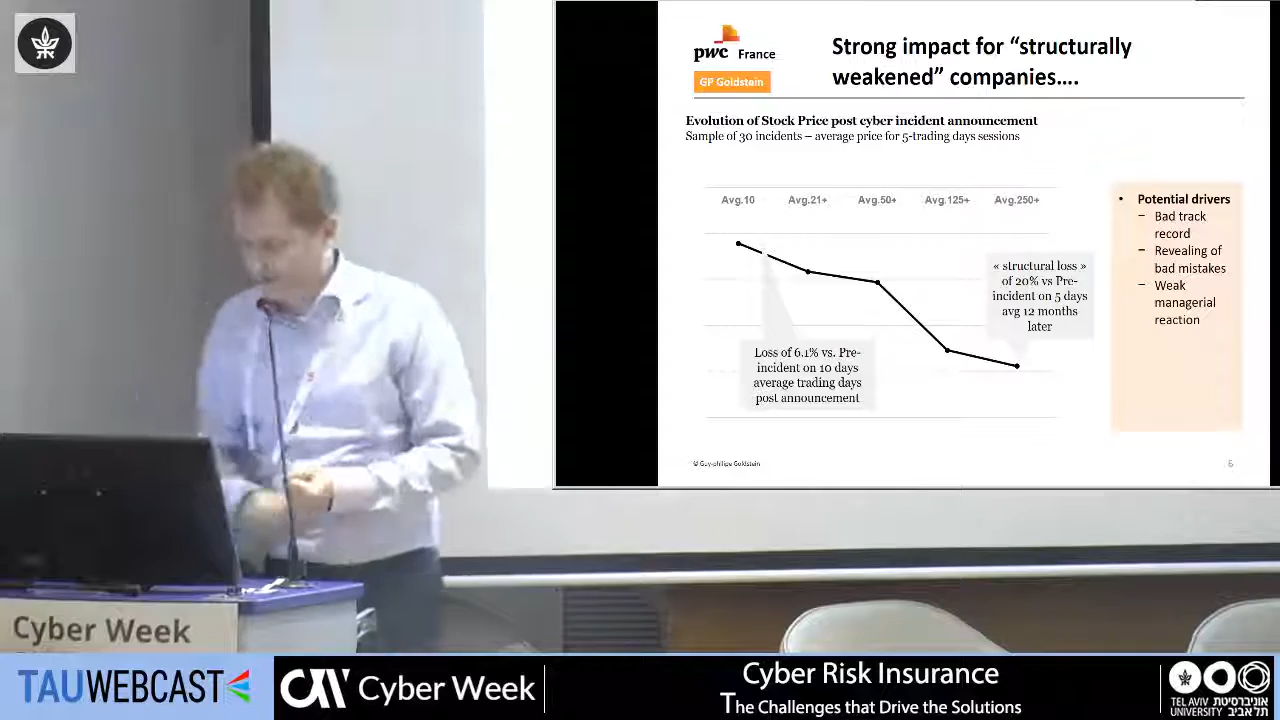 pwc France
GP Goldstein
Strong impact for “structurally
weakened” companies….
Evolution of Stock Price post cyber incident announcement
Sample of 30 incidents – average price for 5-trading days sessions
Avg.10 Avg.21+ Avg.50+ Avg.125+ Avg.250+
« structural loss »
of 20% vs Pre-
incident on 5 days
avg 12 months
later
Loss of 6.1% vs. Pre-
incident on 10 days
average trading days
post announcement
• Potential drivers
– Bad track
record
– Revealing of
bad mistakes
– Weak
managerial
reaction
© Guy-philipe Goldstein
6
Cyber Week
TAUWEBCAST
Cyber Week
Cyber Risk Insurance
The Challenges that Drive the Solutions
TEL AVIV אוניברסיטת
UNIVERSITY תל אביב